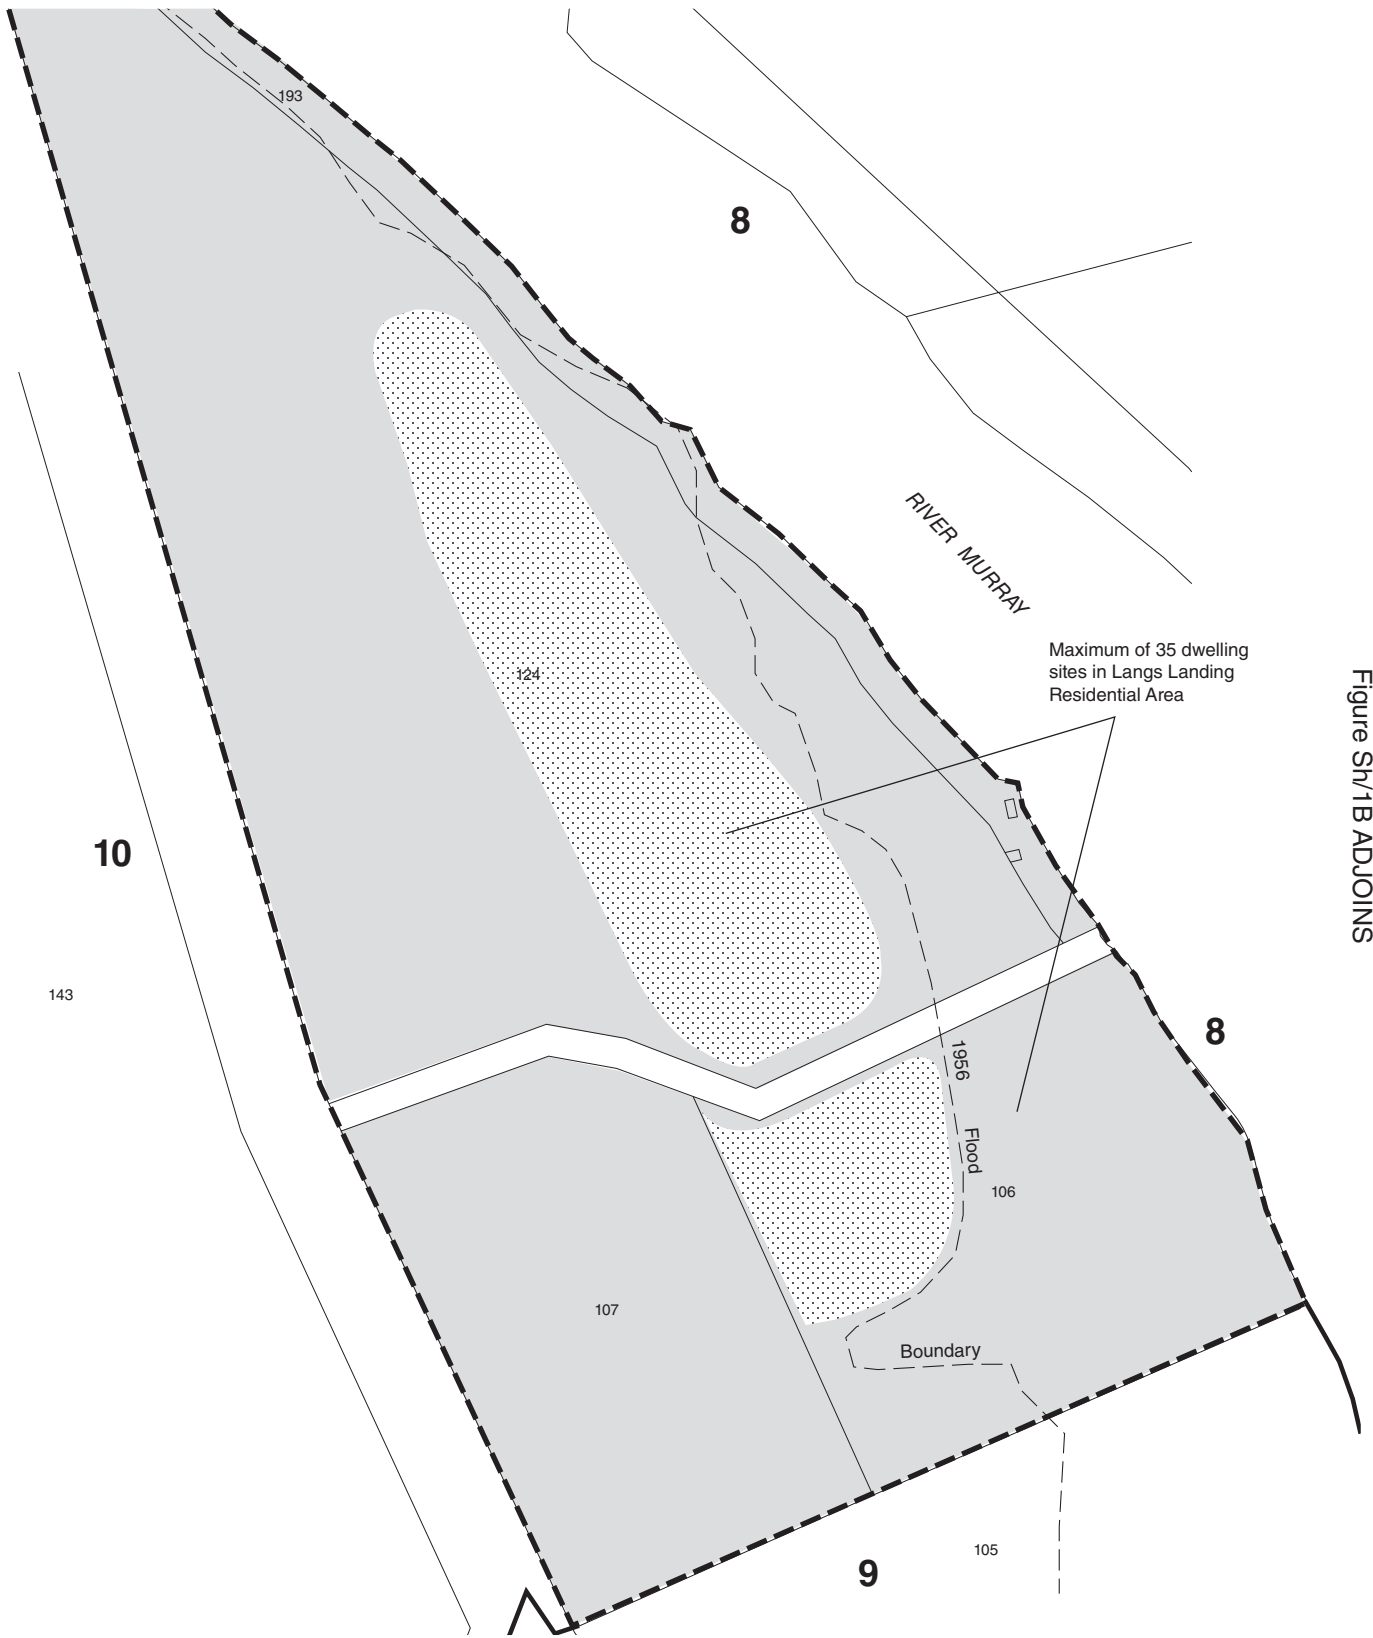 193
8
RIVER MURRAY
Maximum of 35 dwelling
sites in Langs Landing
Residential Area
Figure Sh/1B ADJOINS
124
10
143
8
1956
Flood
106
107
Boundary
105
9